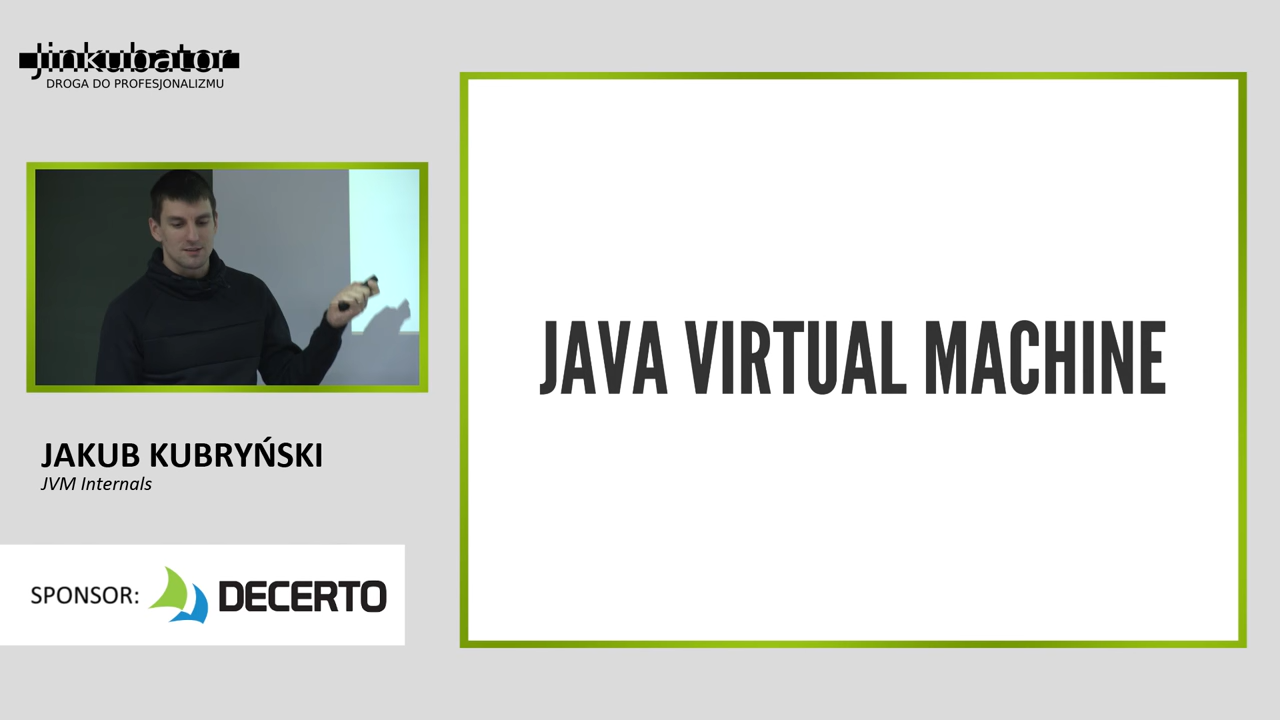 Jinkubator
DROGA DO PROFESJONALIZMU
JAVA VIRTUAL MACHINE
JAKUB KUBRYŃSKI
JVM Internals
SPONSOR: DECERTO